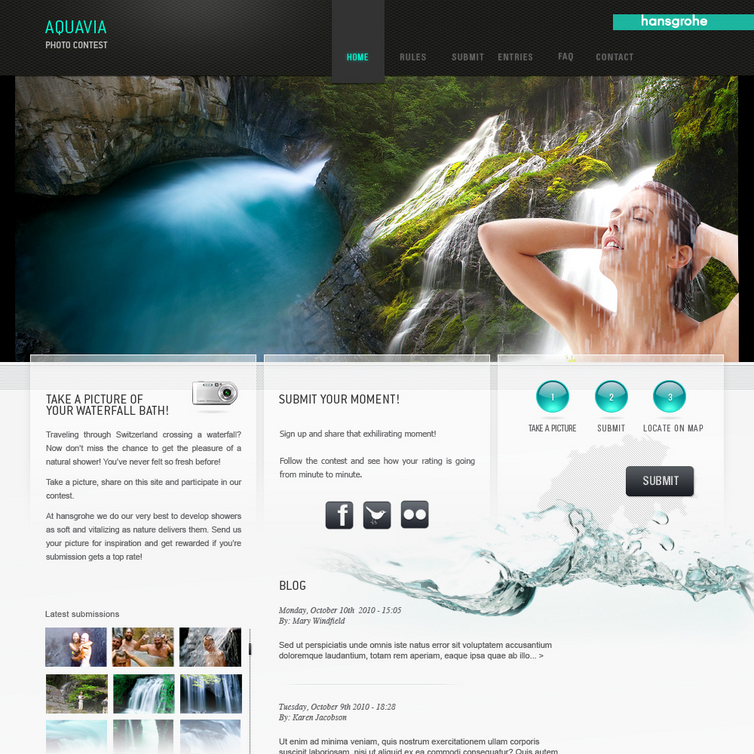 AQUAVIA
PHOTO CONTEST
hansgrohe
HOME RULES SUBMIT ENTRIES FAQ CONTACT
TAKE A PICTURE OF
YOUR WATERFALL BATH!
Traveling through Switzerland crossing a waterfall?
Now don't miss the chance to get the pleasure of a
natural shower! You've never felt so fresh before!
Take a picture, share on this site and participate in our
contest.
At hansgrohe we do our very best to develop showers
as soft and vitalizing as nature delivers them. Send us
your picture for inspiration and get rewarded if you're
submission gets a top rate!
Latest submissions
SUBMIT YOUR MOMENT!
Sign up and share that exhilirating moment!
Follow the contest and see how your rating is going
from minute to minute.
f
1 2 3
TAKE A PICTURE SUBMIT LOCATE ON MAP
SUBMIT
BLOG
Monday, October 10th 2010 - 15:05
By: Mary Windfield
Sed ut perspiciatis unde omnis iste natus error sit voluptatem accusantium
doloremque laudantium, totam rem aperiam, eaque ipsa quae ab illo... >
Tuesday, October 9th 2010 - 18:28
By: Karen Jacobson
Ut enim ad minima veniam, quis nostrum exercitationem ullam corporis
suscipit laboriosam, nisi ut aliquid ex ea commodi consequatur? Quis autem